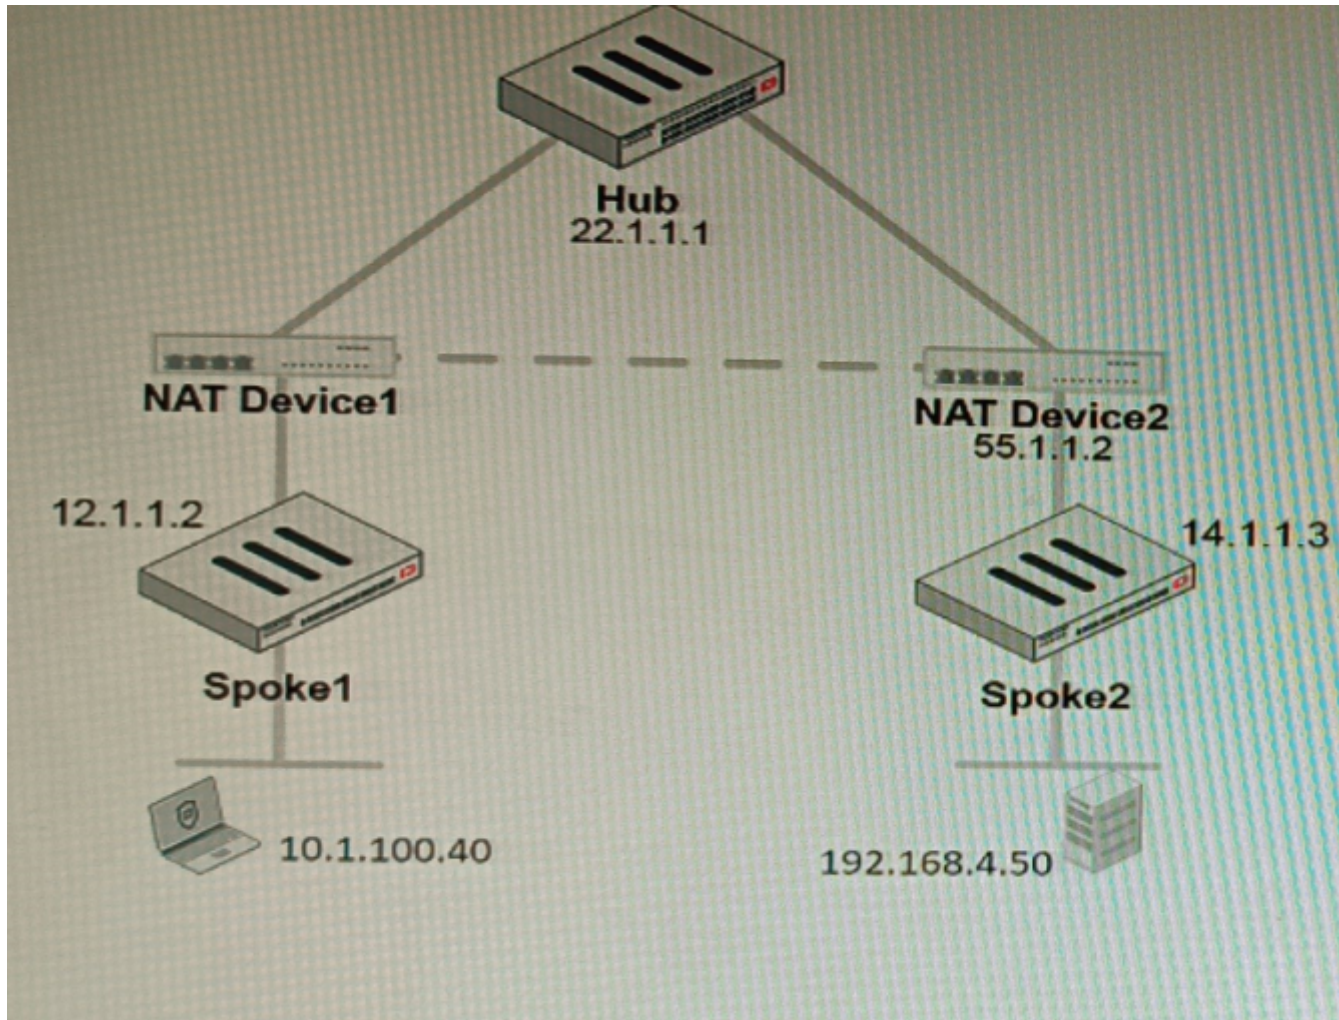 Hub
22.1.1.1
NAT Device1
NAT Device2
55.1.1.2
12.1.1.2
14.1.1.3
Spoke1
Spoke2
10.1.100.40
192.168.4.50